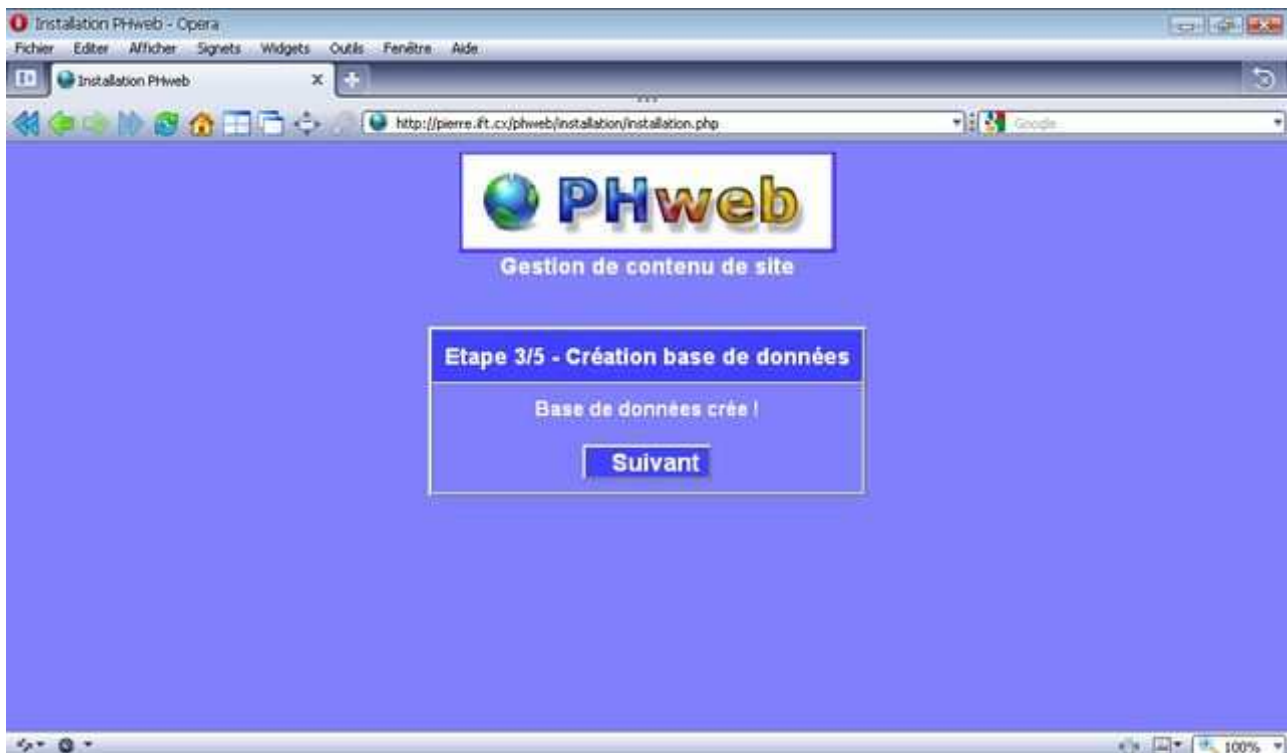 Installation PHweb - Opera
Fichier Editer Afficher Signets Widgets Outils Fenêtre Aide
Installation PHweb
http://pierre.ift.cx/phweb/installation/installation.php
Google
PHweb
Gestion de contenu de site
Etape 3/5 - Création base de données
Base de données crée !
Suivant
100%